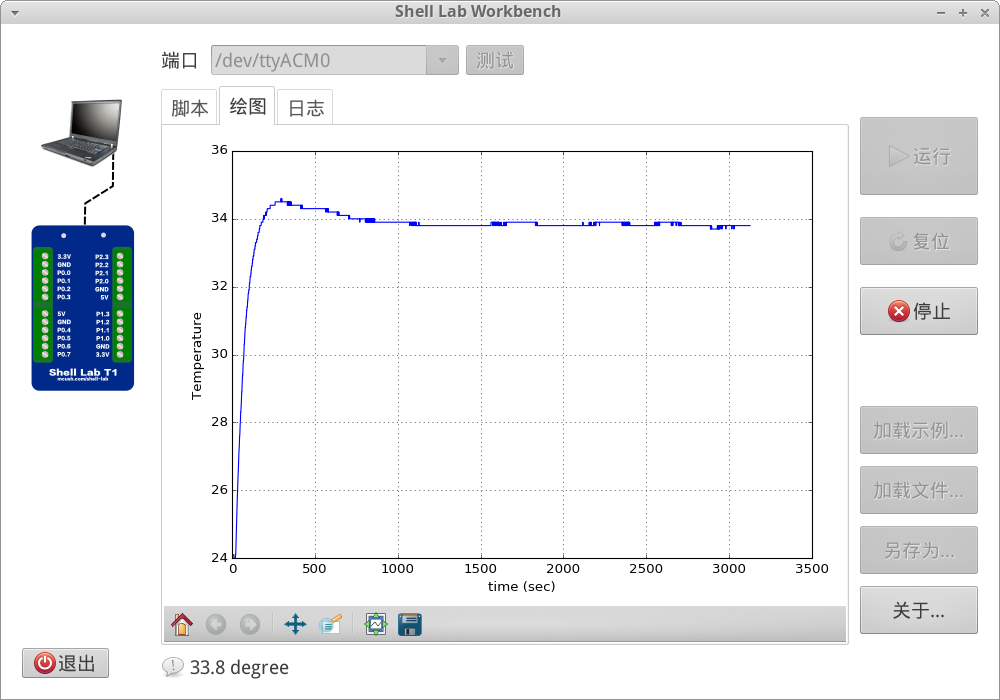 Shell Lab Workbench
端口 /dev/ttyACM0 测试
脚本 绘图 日志
36
34
32
30
28
26
24
Temperature
0 500 1000 1500 2000 2500 3000 3500
time (sec)
3.3V P2.3
GND P2.2
P0.0 P2.1
P0.1 P2.0
P0.2 GND
P0.3 5V
5V P1.3
GND P1.2
P0.4 P1.1
P0.5 P1.0
P0.6 GND
P0.7 3.3V
Shell Lab T1
mcush.com/shell-lab
运行
复位
停止
加载示例...
加载文件...
另存为...
关于...
退出
33.8 degree